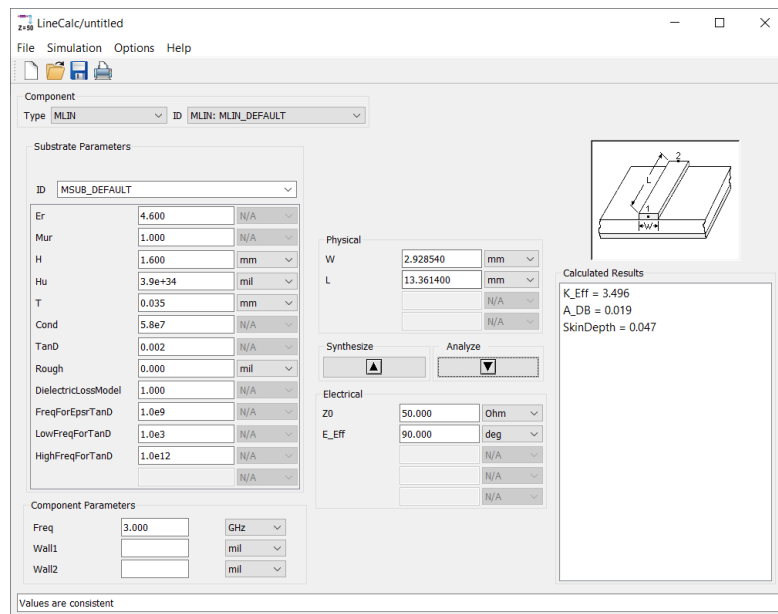 Z=50 LineCalc/untitled
File Simulation Options Help
Component
Type MLIN ID MLIN: MLIN_DEFAULT
Substrate Parameters
ID MSUB_DEFAULT
Er 4.600 N/A
Mur 1.000 N/A
H 1.600 mm
Hu 3.9e+34 mil
T 0.035 mm
Cond 5.8e7 N/A
TanD 0.002 N/A
Rough 0.000 mil
DielectricLossModel 1.000 N/A
FreqForEpsrTanD 1.0e9 N/A
LowFreqForTanD 1.0e3 N/A
HighFreqForTanD 1.0e12 N/A
N/A
Component Parameters
Freq 3.000 GHz
Wall1 mil
Wall2 mil
Physical
W 2.928540 mm
L 13.361400 mm
N/A
N/A
Synthesize Analyze
Electrical
Z0 50.000 Ohm
E_Eff 90.000 deg
N/A
N/A
N/A
2
L
1
W
Calculated Results
K_Eff = 3.496
A_DB = 0.019
SkinDepth = 0.047
Values are consistent